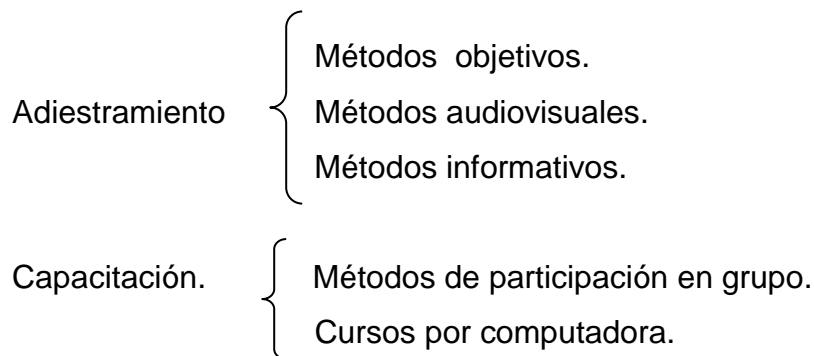 Métodos objetivos.
Adiestramiento Métodos audiovisuales.
Métodos informativos.
Capacitación. Métodos de participación en grupo.
Cursos por computadora.